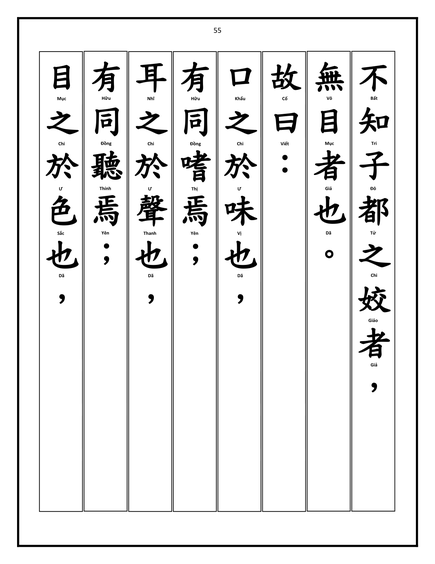 55
不知子都之姣者，
Bất Tri Đô Tử Chi Giảo Giả
無目者也。
Vô Mục Giả Dã
故曰：
Cố Viết
口之於味也，
Khẩu Chi Ư Vị Dã
有同嗜焉；
Hữu Đồng Thị Yên
耳之於聲也，
Nhĩ Chi Ư Thanh Dã
有同聽焉；
Hữu Đồng Thính Yên
目之於色也，
Mục Chi Ư Sắc Dã